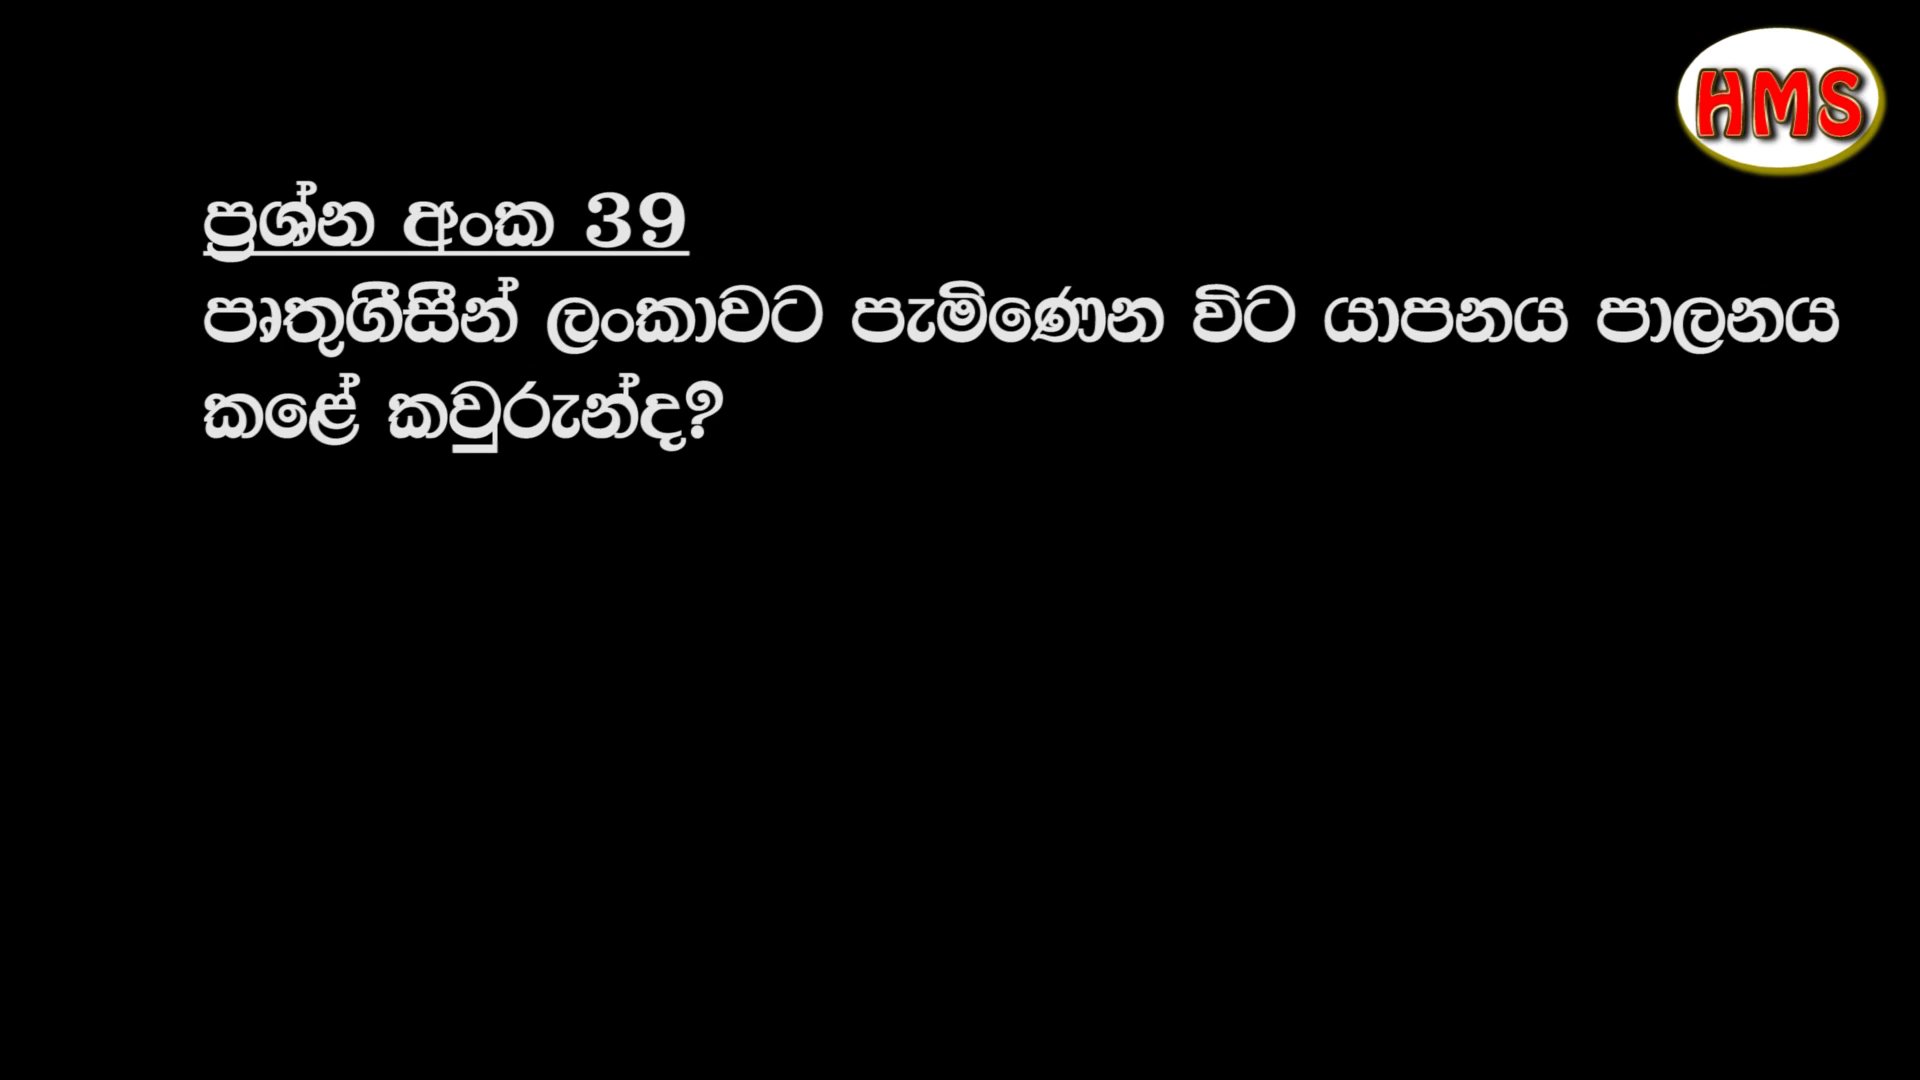 HMS
ප්‍රශ්න අංක 39
පෘතුගීසීන් ලංකාවට පැමිණෙන විට යාපනය පාලනය
කළේ කවුරුන්ද?